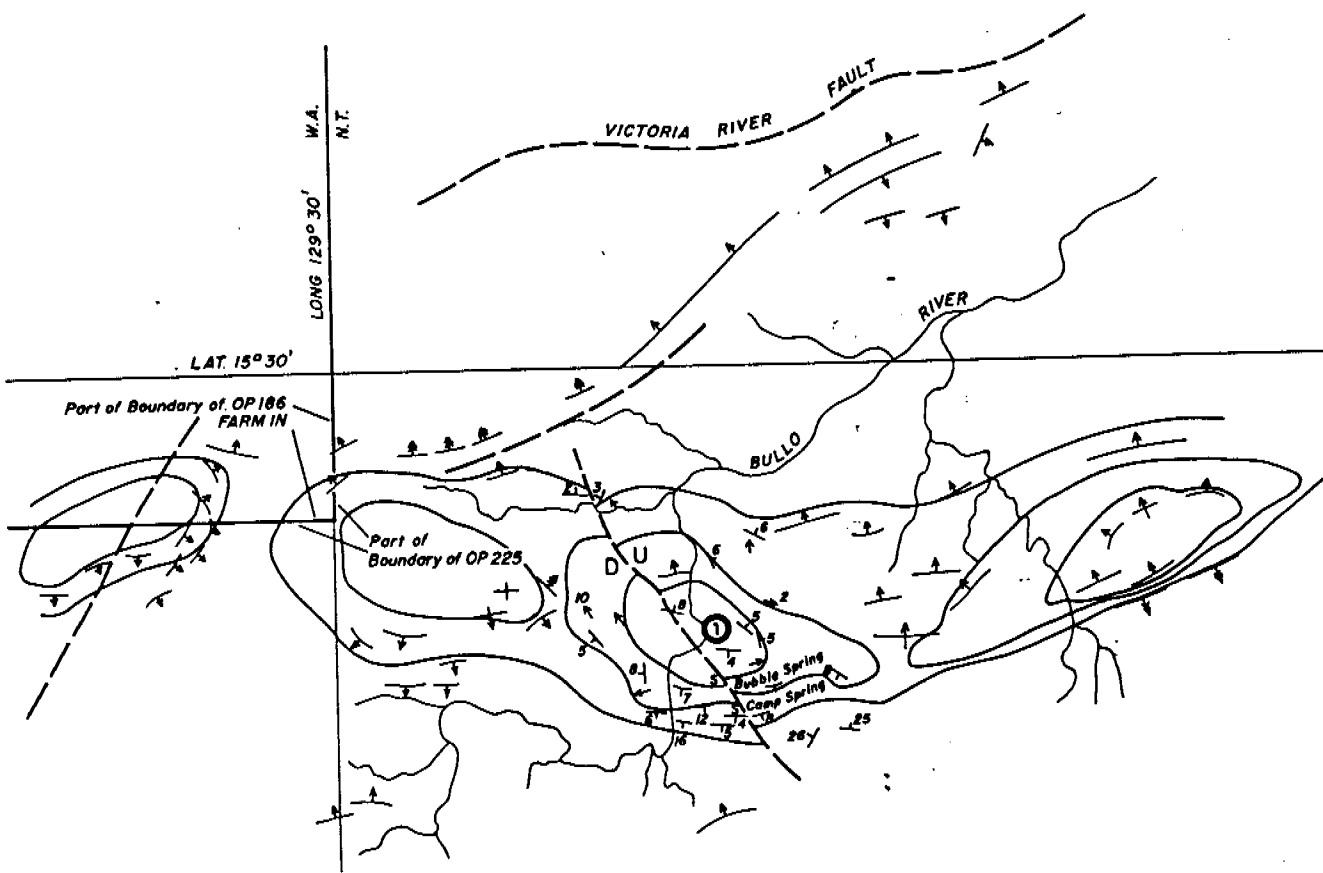 VICTORIA RIVER FAULT
W.A.
N.T.
LONG 129° 30'
RIVER
LAT. 15° 30'
Part of Boundary of OP 186
FARM IN
BULLO
3
Part of
Boundary of OP 225
D U
6
6
10
8
2
1
5
5
5
4
8
S Bubble Spring
7
Camp Spring
S
12
4
6
15
16
26
25